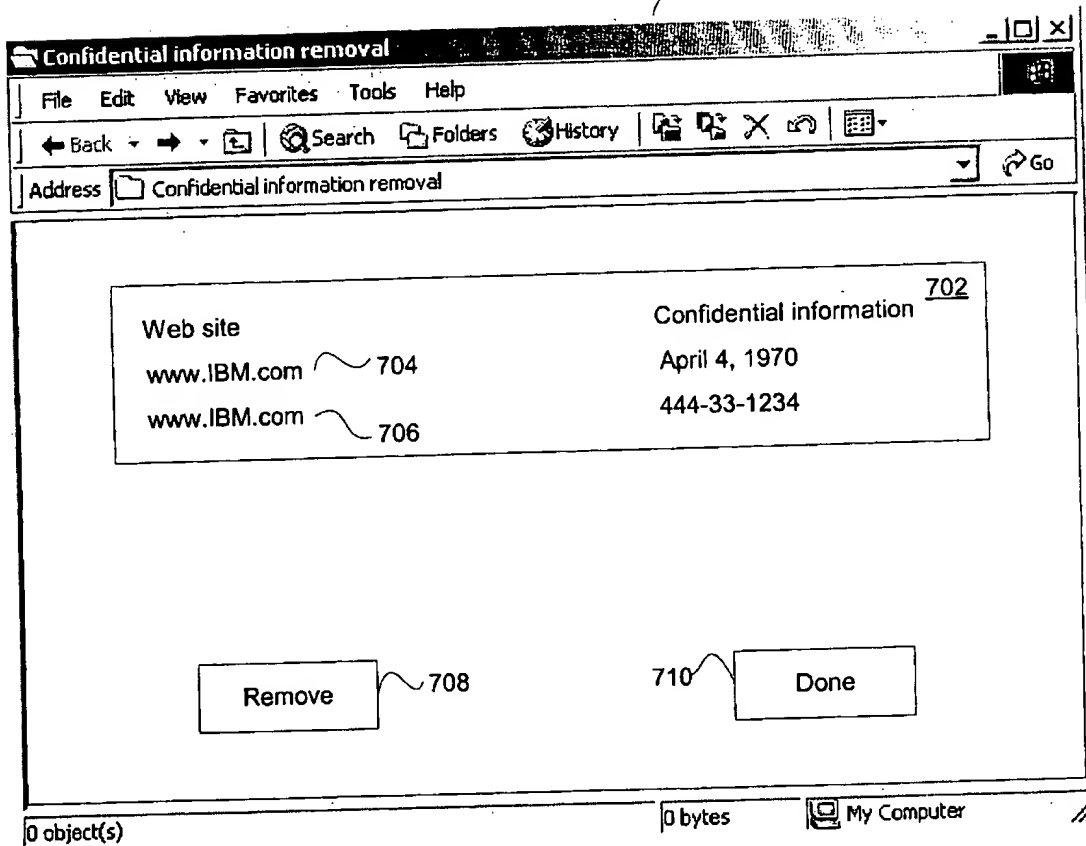 Confidential information removal
File Edit View Favorites Tools Help
Back Search Folders History
Address Confidential information removal Go
702
Web site Confidential information
www.IBM.com 704 April 4, 1970
www.IBM.com 706 444-33-1234
Remove 708 710 Done
0 object(s) 0 bytes My Computer